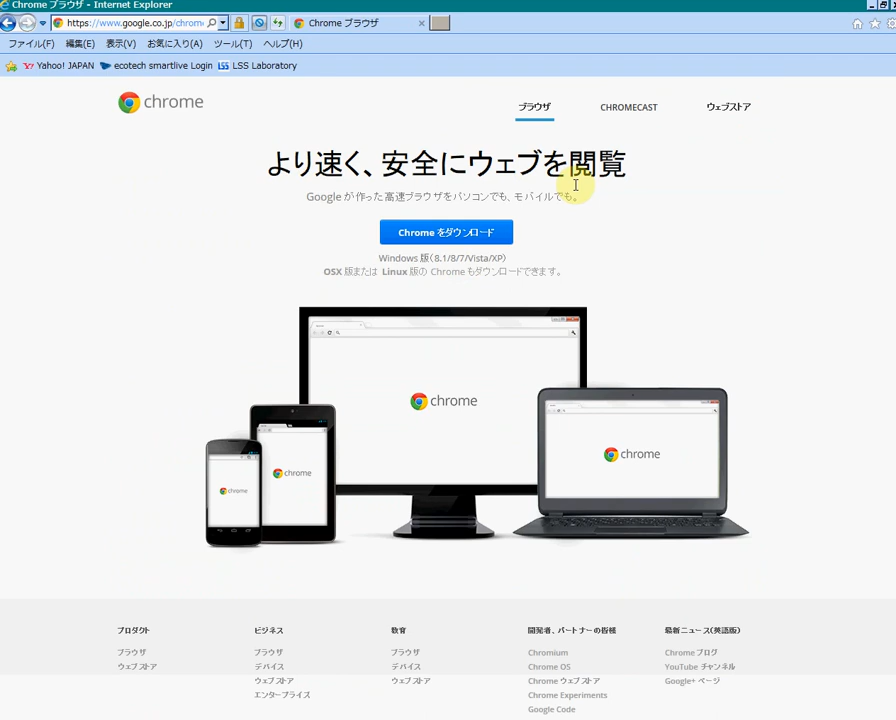 Chrome ブラウザ - Internet Explorer
https://www.google.co.jp/chrome
Chrome ブラウザ
ファイル(F) 編集(E) 表示(V) お気に入り(A) ツール(T) ヘルプ(H)
Yahoo! JAPAN ecotech smartlive Login LSS LSS Laboratory
chrome ブラウザ CHROMECAST ウェブストア
より速く、安全にウェブを閲覧
Google が作った高速ブラウザをパソコンでも、モバイルでも。
Chrome をダウンロード
Windows 版(8.1/8/7/Vista/XP)
OSX 版または Linux 版の Chrome もダウンロードできます。
chrome
chrome
chrome
chrome
プロダクト ビジネス 教育 開発者、パートナーの皆様 最新ニュース(英語版)
ブラウザ ブラウザ ブラウザ Chromium Chrome ブログ
ウェブストア デバイス デバイス Chrome OS YouTube チャンネル
ウェブストア ウェブストア Chrome ウェブストア Google+ ページ
エンタープライズ Chrome Experiments
Google Code